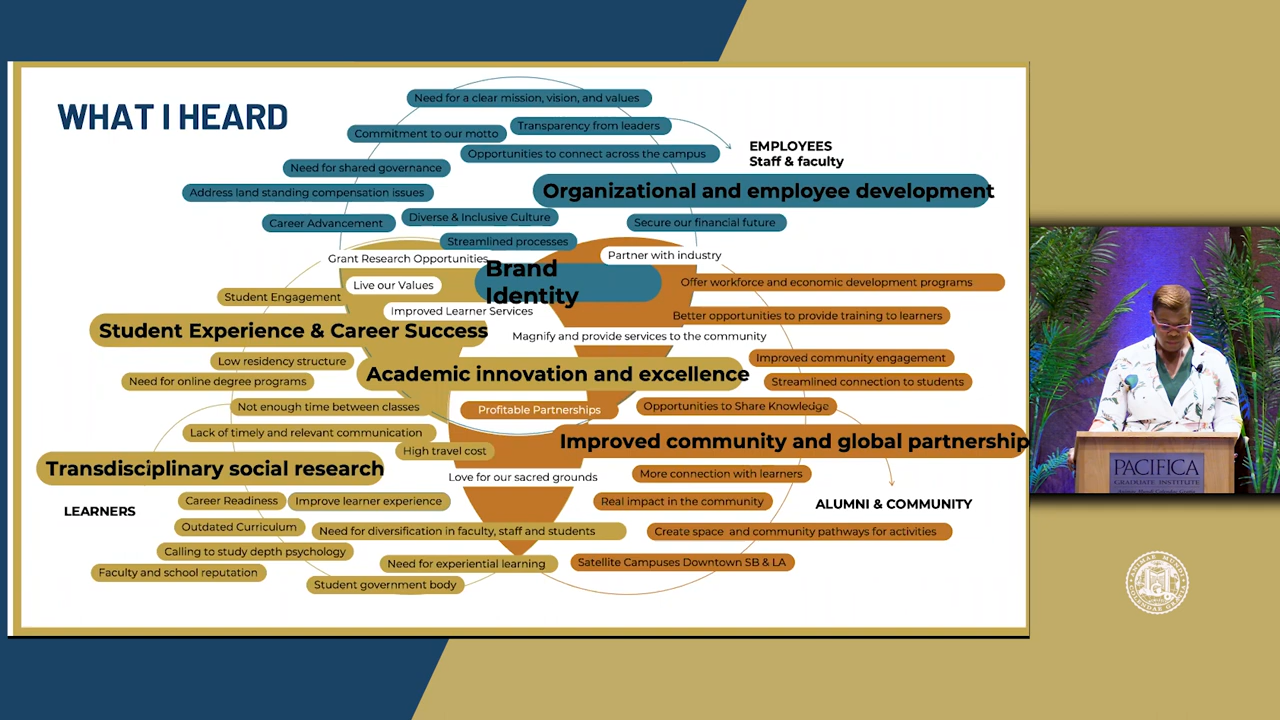 WHAT I HEARD
Need for a clear mission, vision, and values
Transparency from leaders
Commitment to our motto
Opportunities to connect across the campus
EMPLOYEES
Staff & faculty
Need for shared governance
Address land standing compensation issues
Organizational and employee development
Career Advancement
Diverse & Inclusive Culture
Secure our financial future
Streamlined processes
Grant Research Opportunities
Partner with industry
Brand
Identity
Live our Values
Offer workforce and economic development programs
Student Engagement
Improved Learner Services
Better opportunities to provide training to learners
Student Experience & Career Success
Magnify and provide services to the community
Low residency structure
Improved community engagement
Academic innovation and excellence
Need for online degree programs
Streamlined connection to students
Not enough time between classes
Profitable Partnerships
Opportunities to Share Knowledge
Lack of timely and relevant communication
Improved community and global partnership
High travel cost
Transdisciplinary social research
Love for our sacred grounds
More connection with learners
Career Readiness
Improve learner experience
Real impact in the community
LEARNERS
ALUMNI & COMMUNITY
Outdated Curriculum
Need for diversification in faculty, staff and students
Create space and community pathways for activities
Calling to study depth psychology
Need for experiential learning
Satellite Campuses Downtown SB & LA
Faculty and school reputation
Student government body
PACIFICA
GRADUATE INSTITUTE